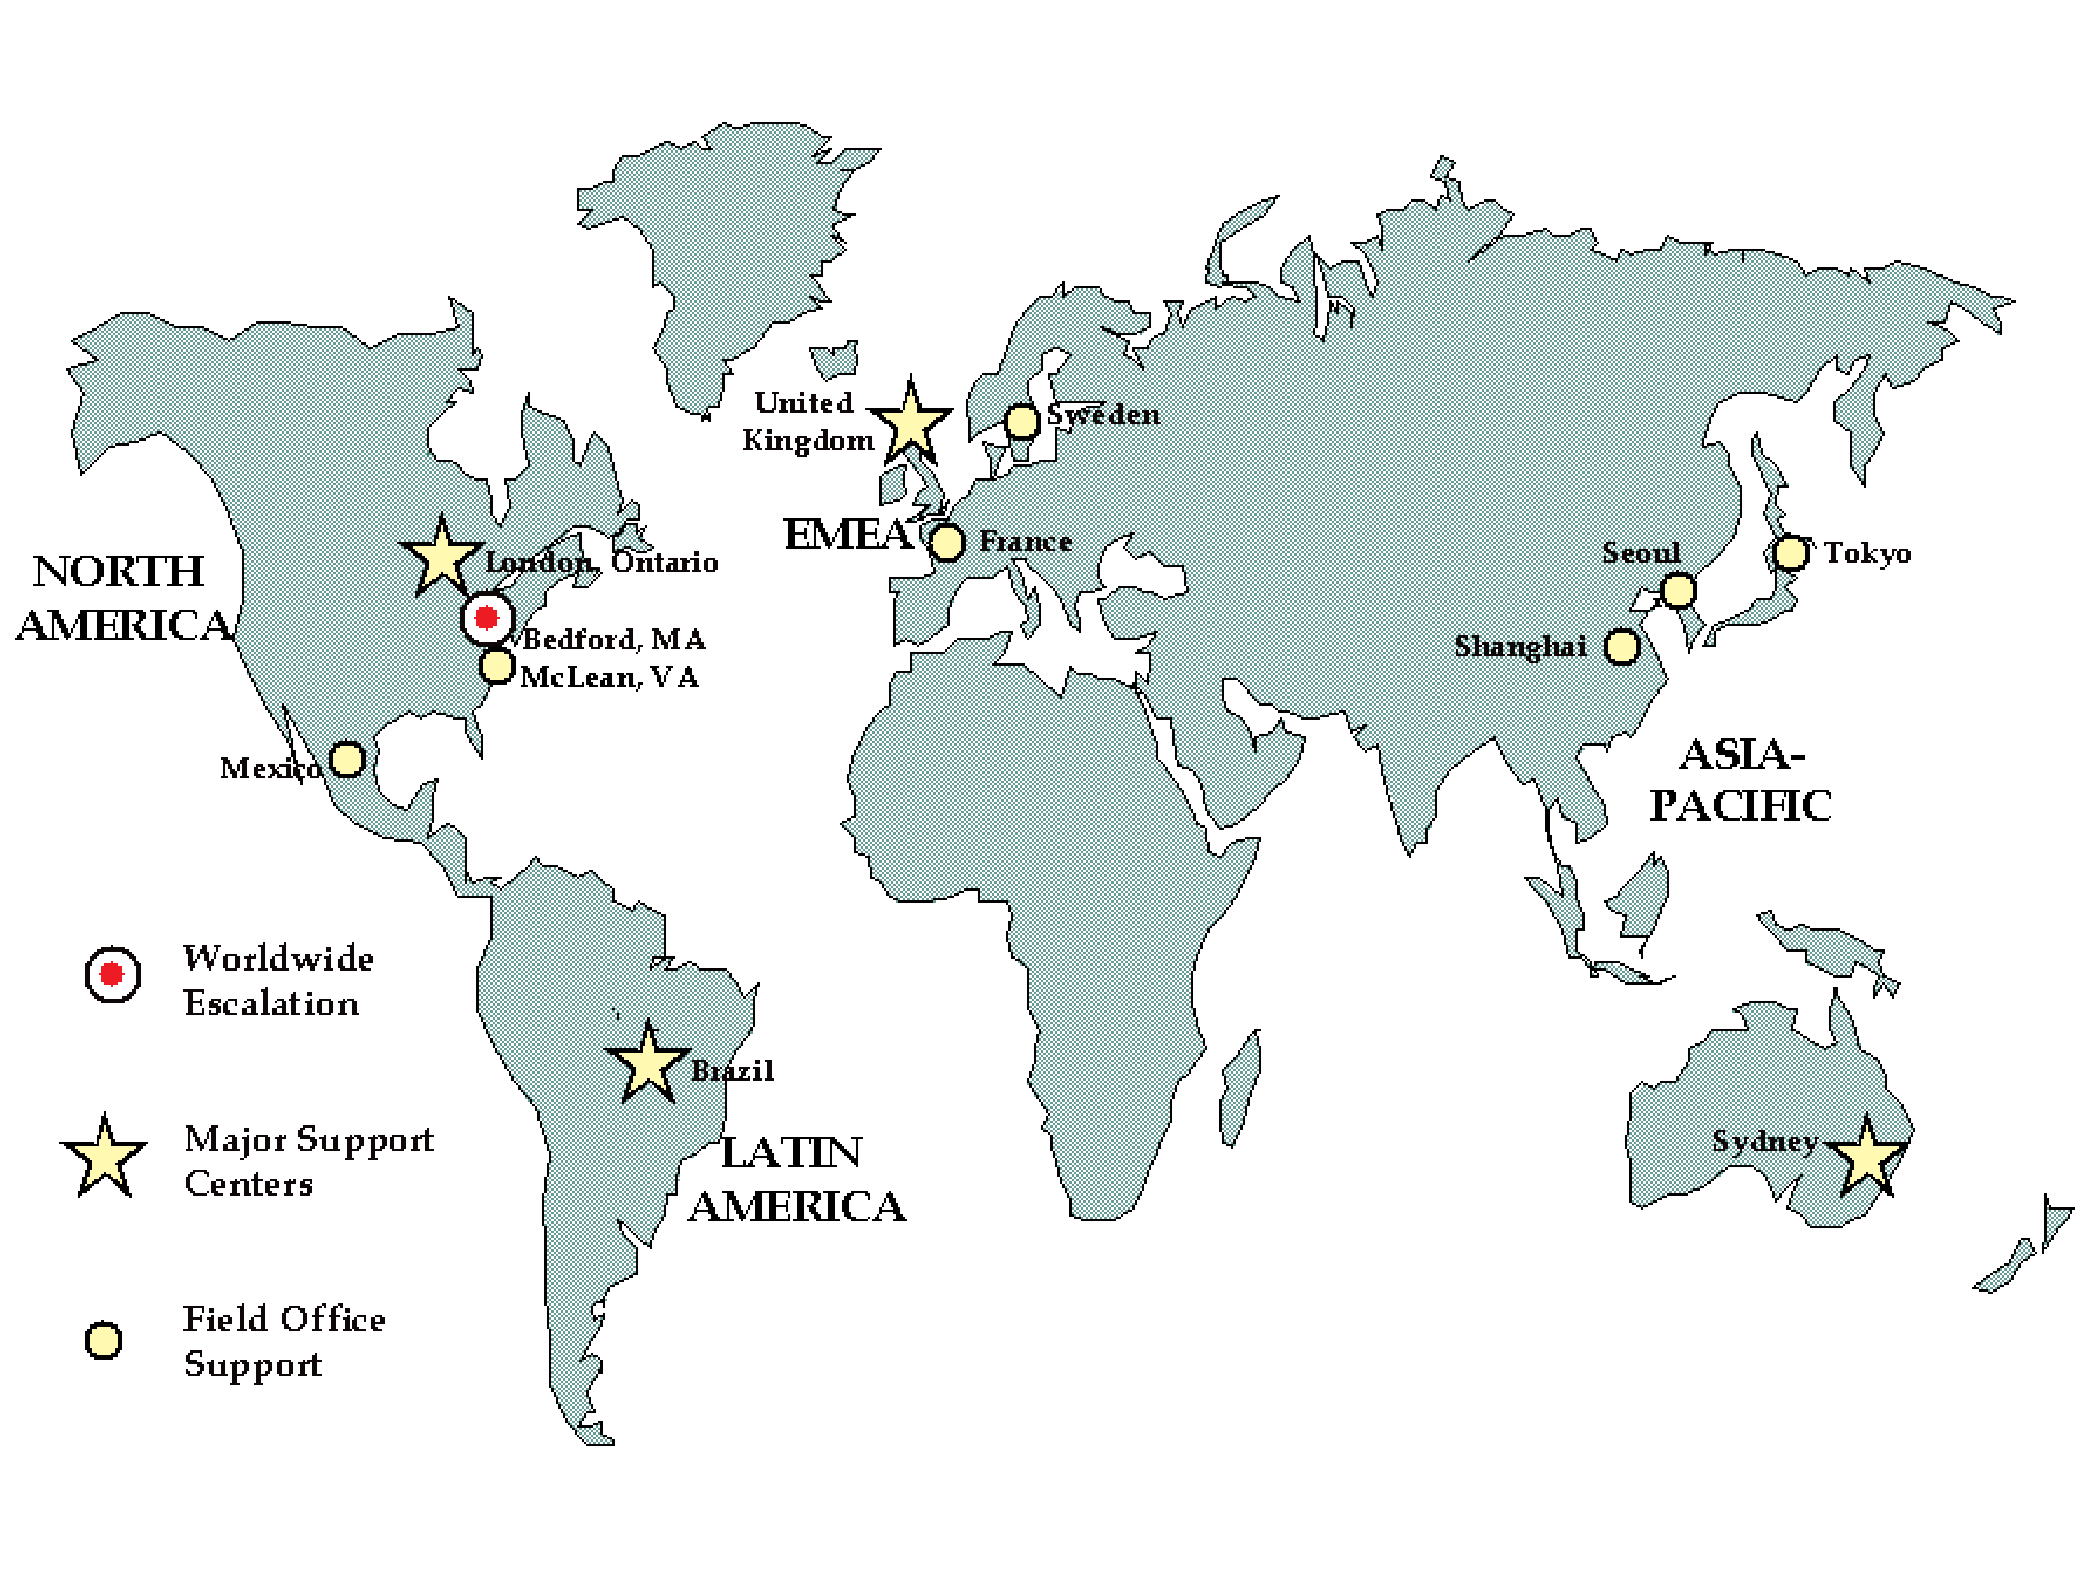 United
Kingdom
Sweden
EMEA
France
NORTH
AMERICA
London, Ontario
Bedford, MA
McLean, VA
Mexico
Seoul
Tokyo
Shanghai
ASIA-
PACIFIC
Brazil
LATIN
AMERICA
Sydney
Worldwide
Escalation
Major Support
Centers
Field Office
Support